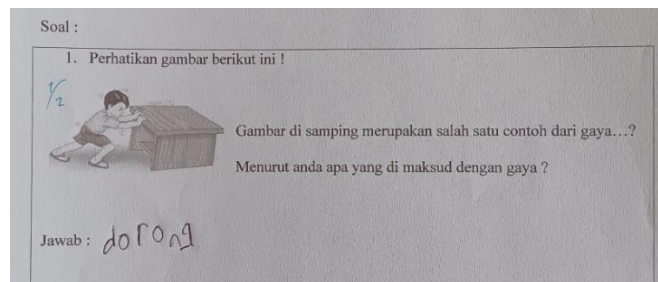 Soal :
1. Perhatikan gambar berikut ini !
1/2
Gambar di samping merupakan salah satu contoh dari gaya…?
Menurut anda apa yang di maksud dengan gaya ?
Jawab : dorong